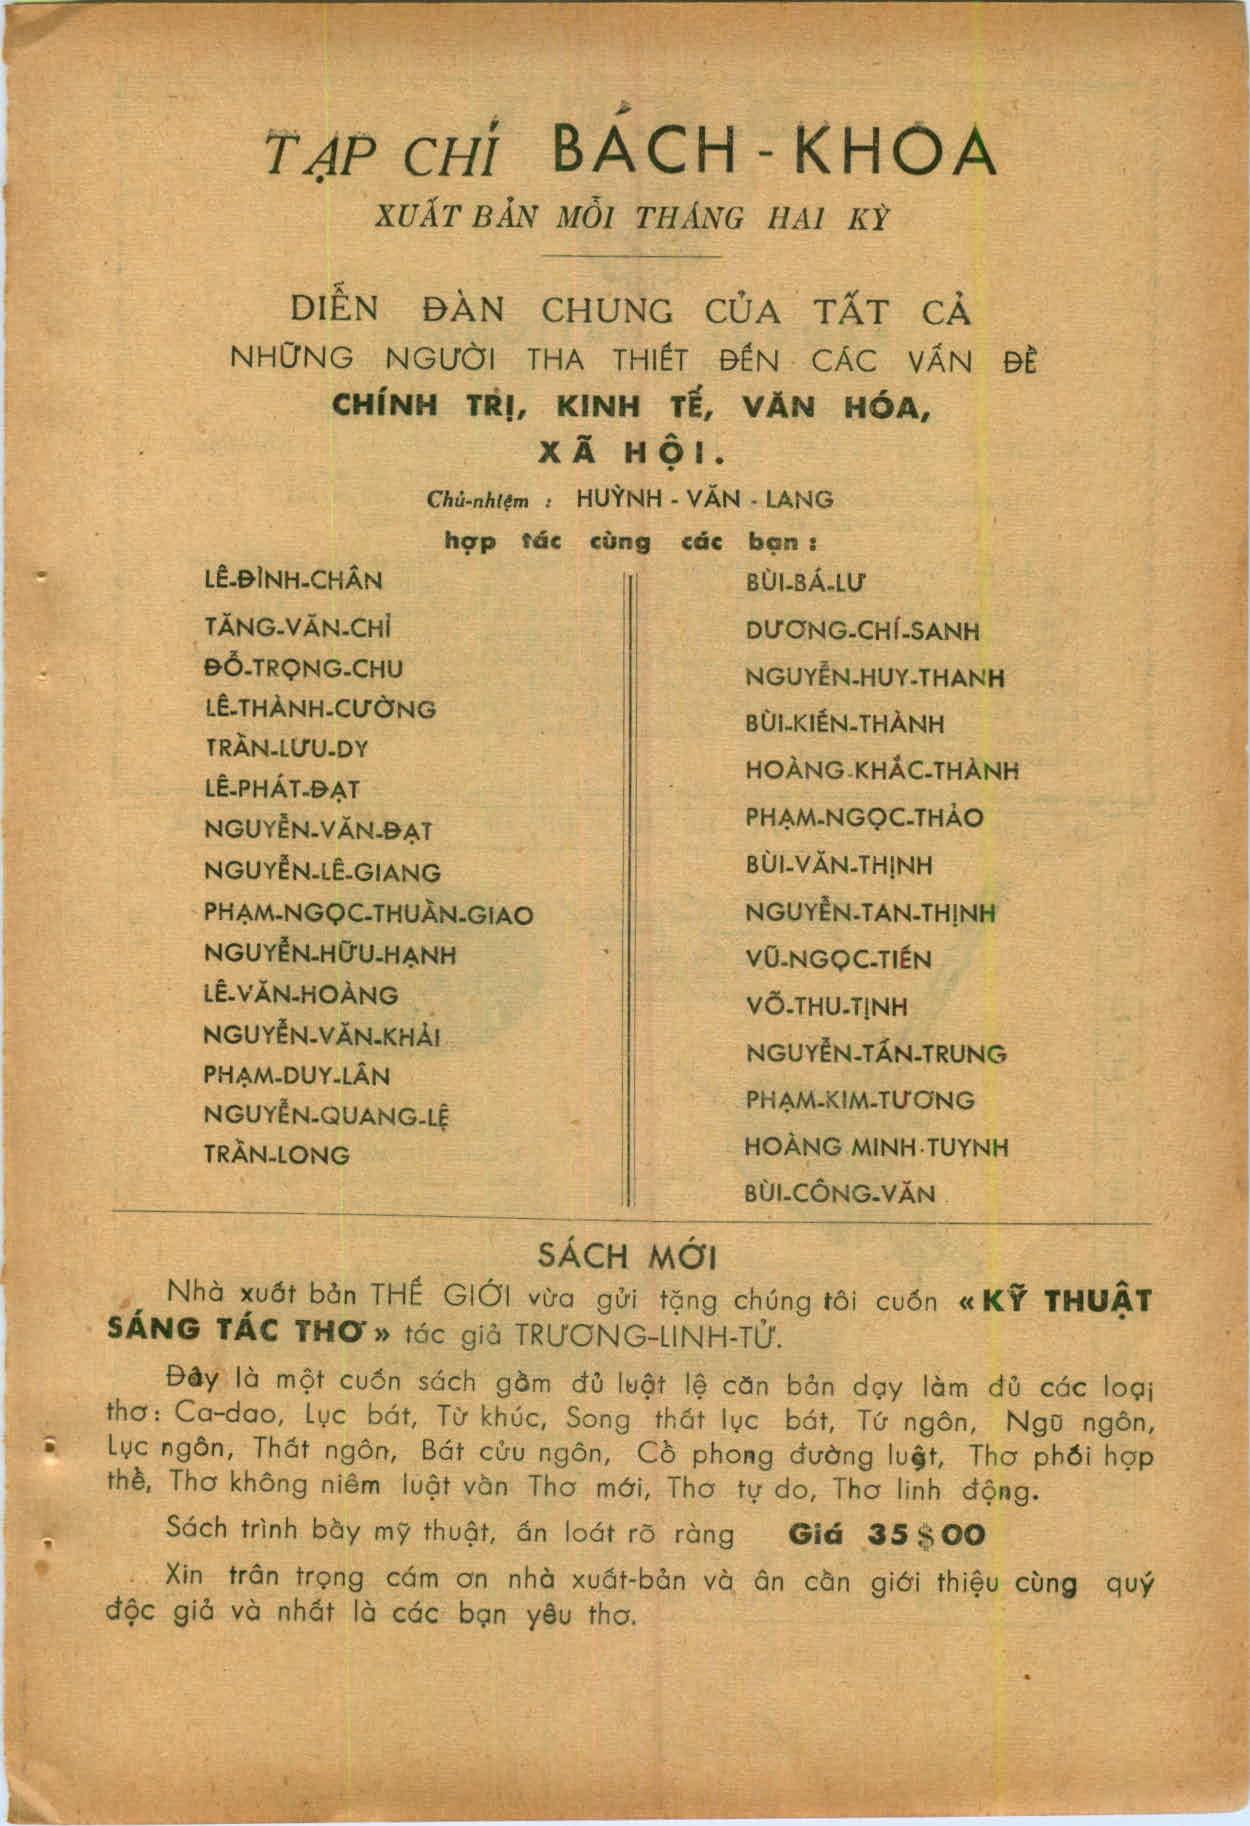 TẠP CHÍ BÁCH - KHOA
XUẤT BẢN MỖI THÁNG HAI KỲ
DIỄN ĐÀN CHUNG CỦA TẤT CẢ
NHỮNG NGƯỜI THA THIẾT ĐẾN CÁC VẤN ĐỀ
CHÍNH TRỊ, KINH TẾ, VĂN HÓA,
XÃ HỘI.
Chủ-nhiệm : HUỲNH - VĂN - LANG
hợp tác cùng các bạn :
LÊ-ĐÌNH-CHÂN
TĂNG-VĂN-CHỈ
ĐỖ-TRỌNG-CHU
LÊ-THÀNH-CƯỜNG
TRẦN-LƯU-DY
LÊ-PHÁT-ĐẠT
NGUYỄN-VĂN-ĐẠT
NGUYỄN-LÊ-GIANG
PHẠM-NGỌC-THUẦN-GIAO
NGUYỄN-HỮU-HẠNH
LÊ-VĂN-HOÀNG
NGUYỄN-VĂN-KHẢI
PHẠM-DUY-LÂN
NGUYỄN-QUANG-LỆ
TRẦN-LONG
BÙI-BÁ-LƯ
DƯƠNG-CHÍ-SANH
NGUYỄN-HUY-THANH
BÙI-KIẾN-THÀNH
HOÀNG-KHẮC-THÀNH
PHẠM-NGỌC-THẢO
BÙI-VĂN-THỊNH
NGUYỄN-TAN-THỊNH
VŨ-NGỌC-TIẾN
VÕ-THU-TỊNH
NGUYỄN-TẤN-TRUNG
PHẠM-KIM-TƯƠNG
HOÀNG MINH-TUYNH
BÙI-CÔNG-VĂN
SÁCH MỚI
Nhà xuất bản THẾ GIỚI vừa gửi tặng chúng tôi cuốn «KỸ THUẬT
SÁNG TÁC THƠ» tác giả TRƯƠNG-LINH-TỬ.
Đây là một cuốn sách gồm đủ luật lệ căn bản dạy làm đủ các loại
thơ: Ca-dao, Lục bát, Từ khúc, Song thất lục bát, Tứ ngôn, Ngũ ngôn,
Lục ngôn, Thất ngôn, Bát cửu ngôn, Cổ phong đường luật, Thơ phối hợp
thể, Thơ không niêm luật vần Thơ mới, Thơ tự do, Thơ linh động.
Sách trình bầy mỹ thuật, ấn loát rõ ràng Giá 35$00
Xin trân trọng cám ơn nhà xuất-bản và ân cần giới thiệu cùng quý
độc giả và nhất là các bạn yêu thơ.